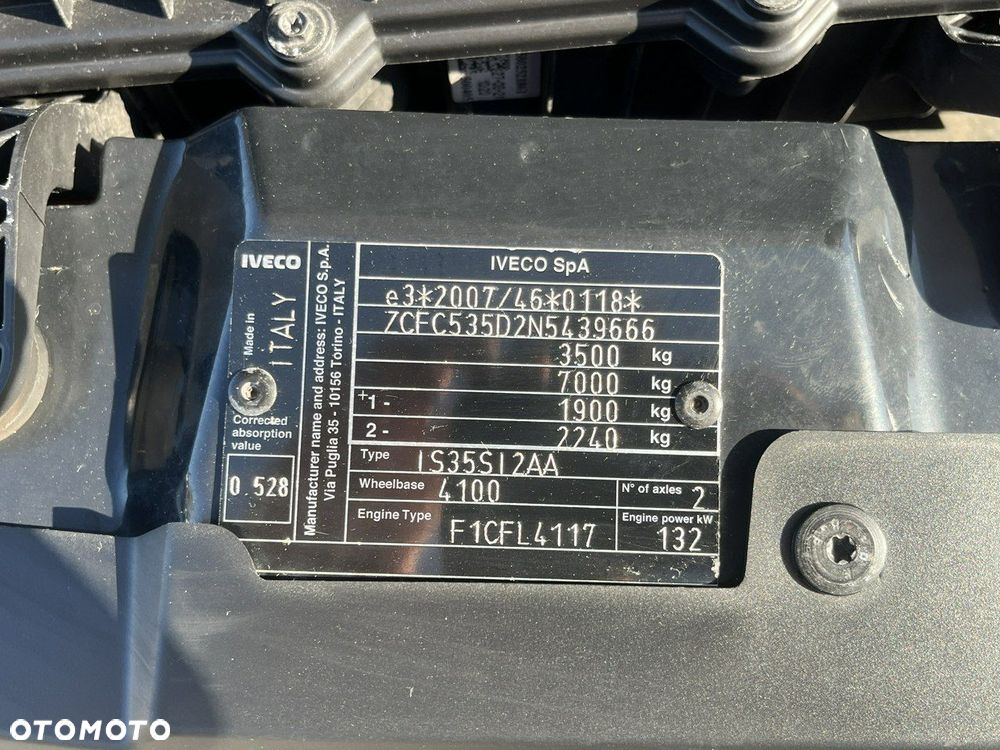 IVECO
Made in
ITALY
Corrected
absorption
value
0.528
Manufacturer name and address: IVECO S.p.A.
Via Puglia 35 - 10156 Torino - ITALY
IVECO SpA
e3*2007/46*0118*
ZCFC535D2N5439666
3500 kg
7000 kg
+1 - 1900 kg
2 - 2240 kg
Type IS35SI2AA
Wheelbase 4100
N° of axles 2
Engine Type F1CFL4117
Engine power kW 132
OTOMOTO